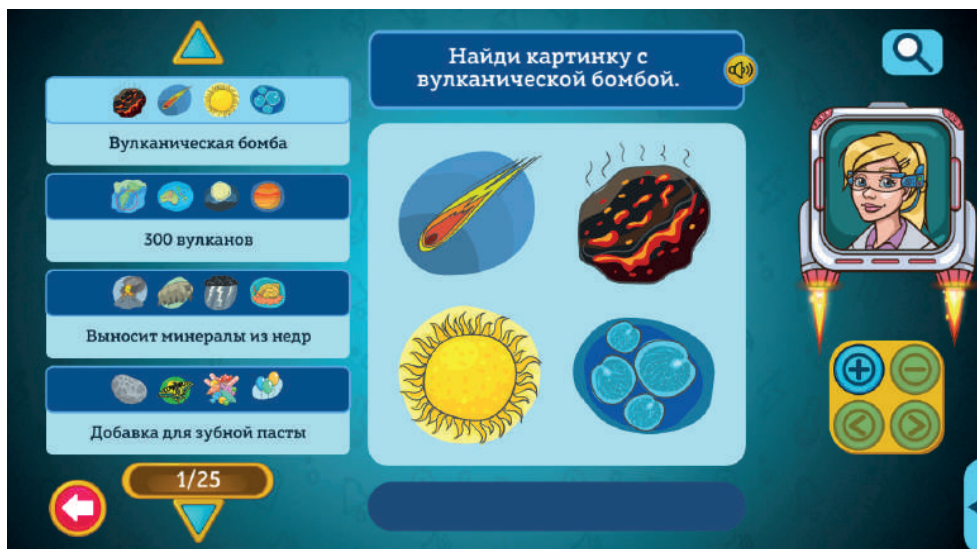 Найди картинку с
вулканической бомбой.
Вулканическая бомба
300 вулканов
Выносит минералы из недр
Добавка для зубной пасты
1/25